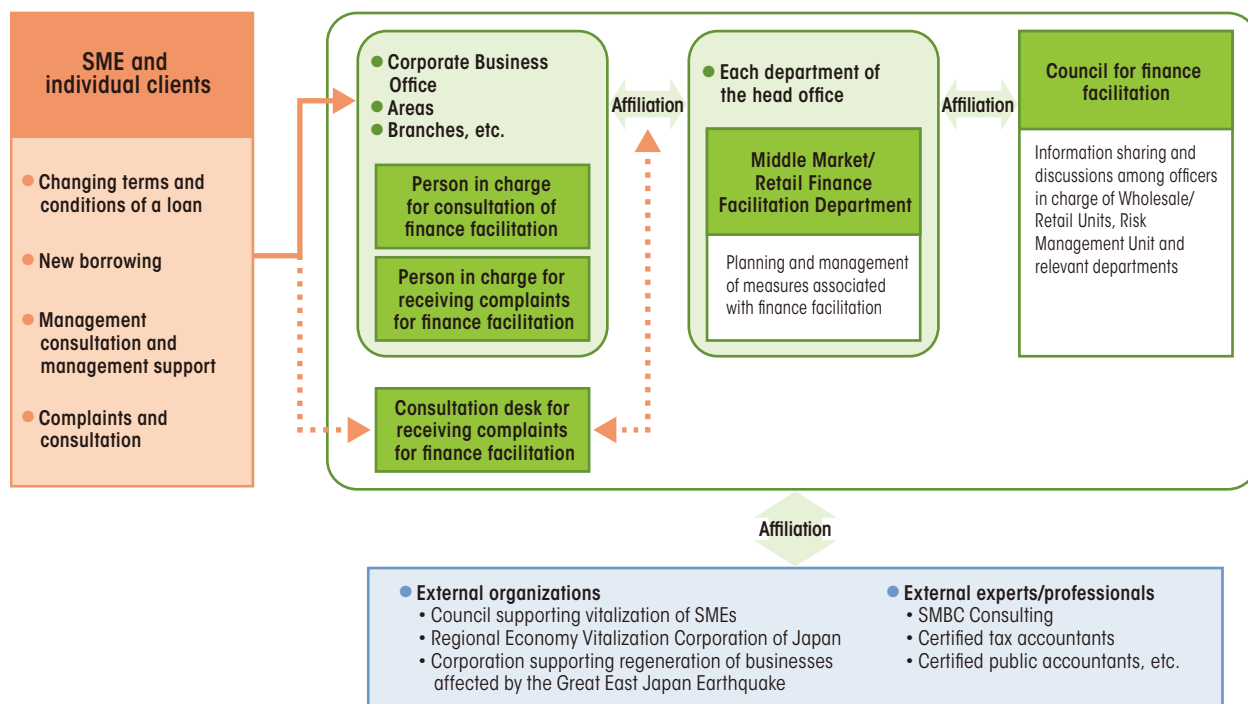 SME and
individual clients
Changing terms and
conditions of a loan
New borrowing
Management
consultation and
management support
Complaints and
consultation
Corporate Business
Office
Areas
Branches, etc.
Person in charge
for consultation of
finance facilitation
Person in charge for
receiving complaints
for finance facilitation
Consultation desk for
receiving complaints
for finance facilitation
Affiliation
Each department of
the head office
Middle Market/
Retail Finance
Facilitation Department
Planning and management
of measures associated
with finance facilitation
Affiliation
Council for finance
facilitation
Information sharing and
discussions among officers
in charge of Wholesale/
Retail Units, Risk
Management Unit and
relevant departments
Affiliation
External organizations
• Council supporting vitalization of SMEs
• Regional Economy Vitalization Corporation of Japan
• Corporation supporting regeneration of businesses
affected by the Great East Japan Earthquake
External experts/professionals
• SMBC Consulting
• Certified tax accountants
• Certified public accountants, etc.